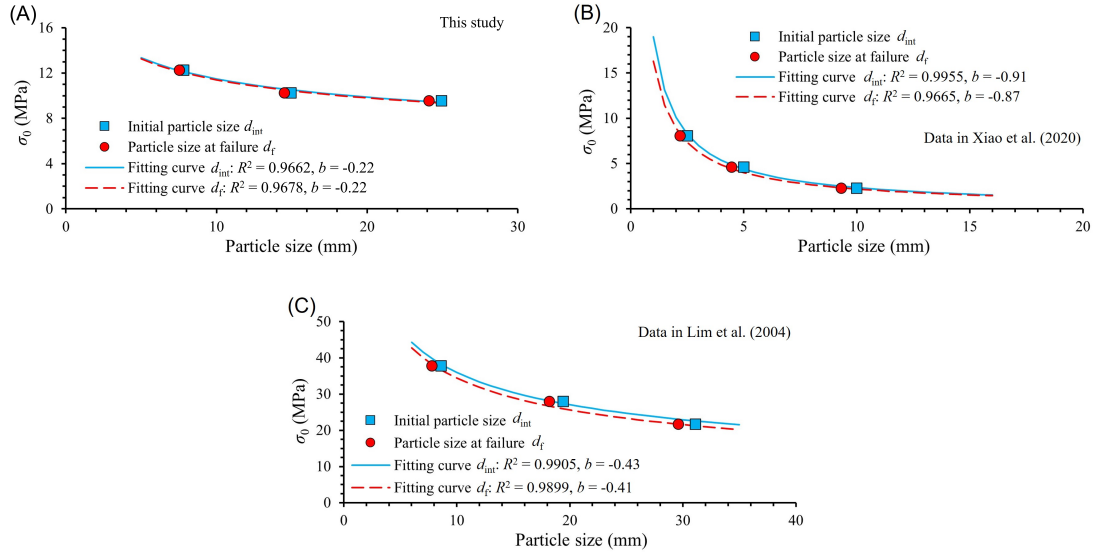 (A)
This study
σ0 (MPa)
16
12
8
4
0
Initial particle size dint
Particle size at failure df
Fitting curve dint: R2 = 0.9662, b = -0.22
Fitting curve df: R2 = 0.9678, b = -0.22
0 10 20 30
Particle size (mm)
(B)
σ0 (MPa)
20
15
10
5
0
Initial particle size dint
Particle size at failure df
Fitting curve dint: R2 = 0.9955, b = -0.91
Fitting curve df: R2 = 0.9665, b = -0.87
Data in Xiao et al. (2020)
0 5 10 15 20
Particle size (mm)
(C)
Data in Lim et al. (2004)
σ0 (MPa)
50
40
30
20
10
0
Initial particle size dint
Particle size at failure df
Fitting curve dint: R2 = 0.9905, b = -0.43
Fitting curve df: R2 = 0.9899, b = -0.41
0 10 20 30 40
Particle size (mm)